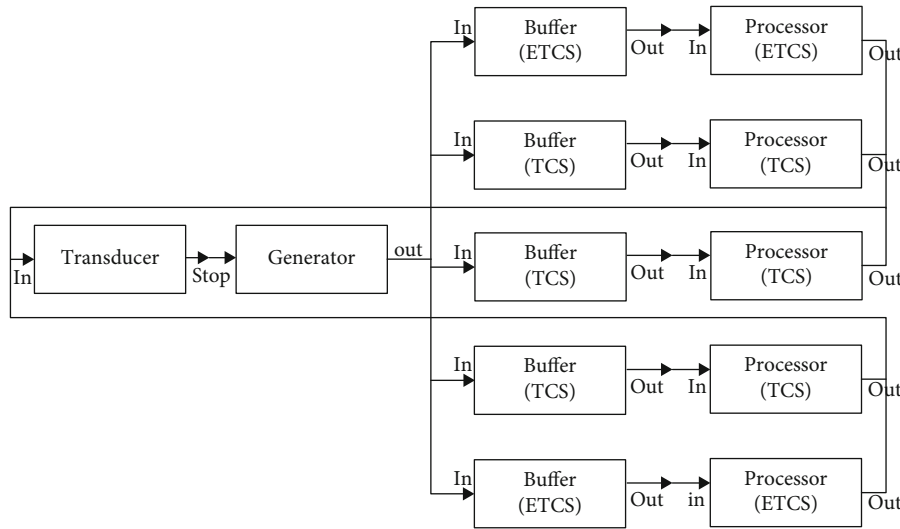 In
Buffer
(ETCS)
Out
In
Processor
(ETCS)
Out
In
Buffer
(TCS)
Out
In
Processor
(TCS)
Out
In
Transducer
Stop
Generator
out
In
Buffer
(TCS)
Out
In
Processor
(TCS)
Out
In
Buffer
(TCS)
Out
In
Processor
(TCS)
Out
In
Buffer
(ETCS)
Out
in
Processor
(ETCS)
Out